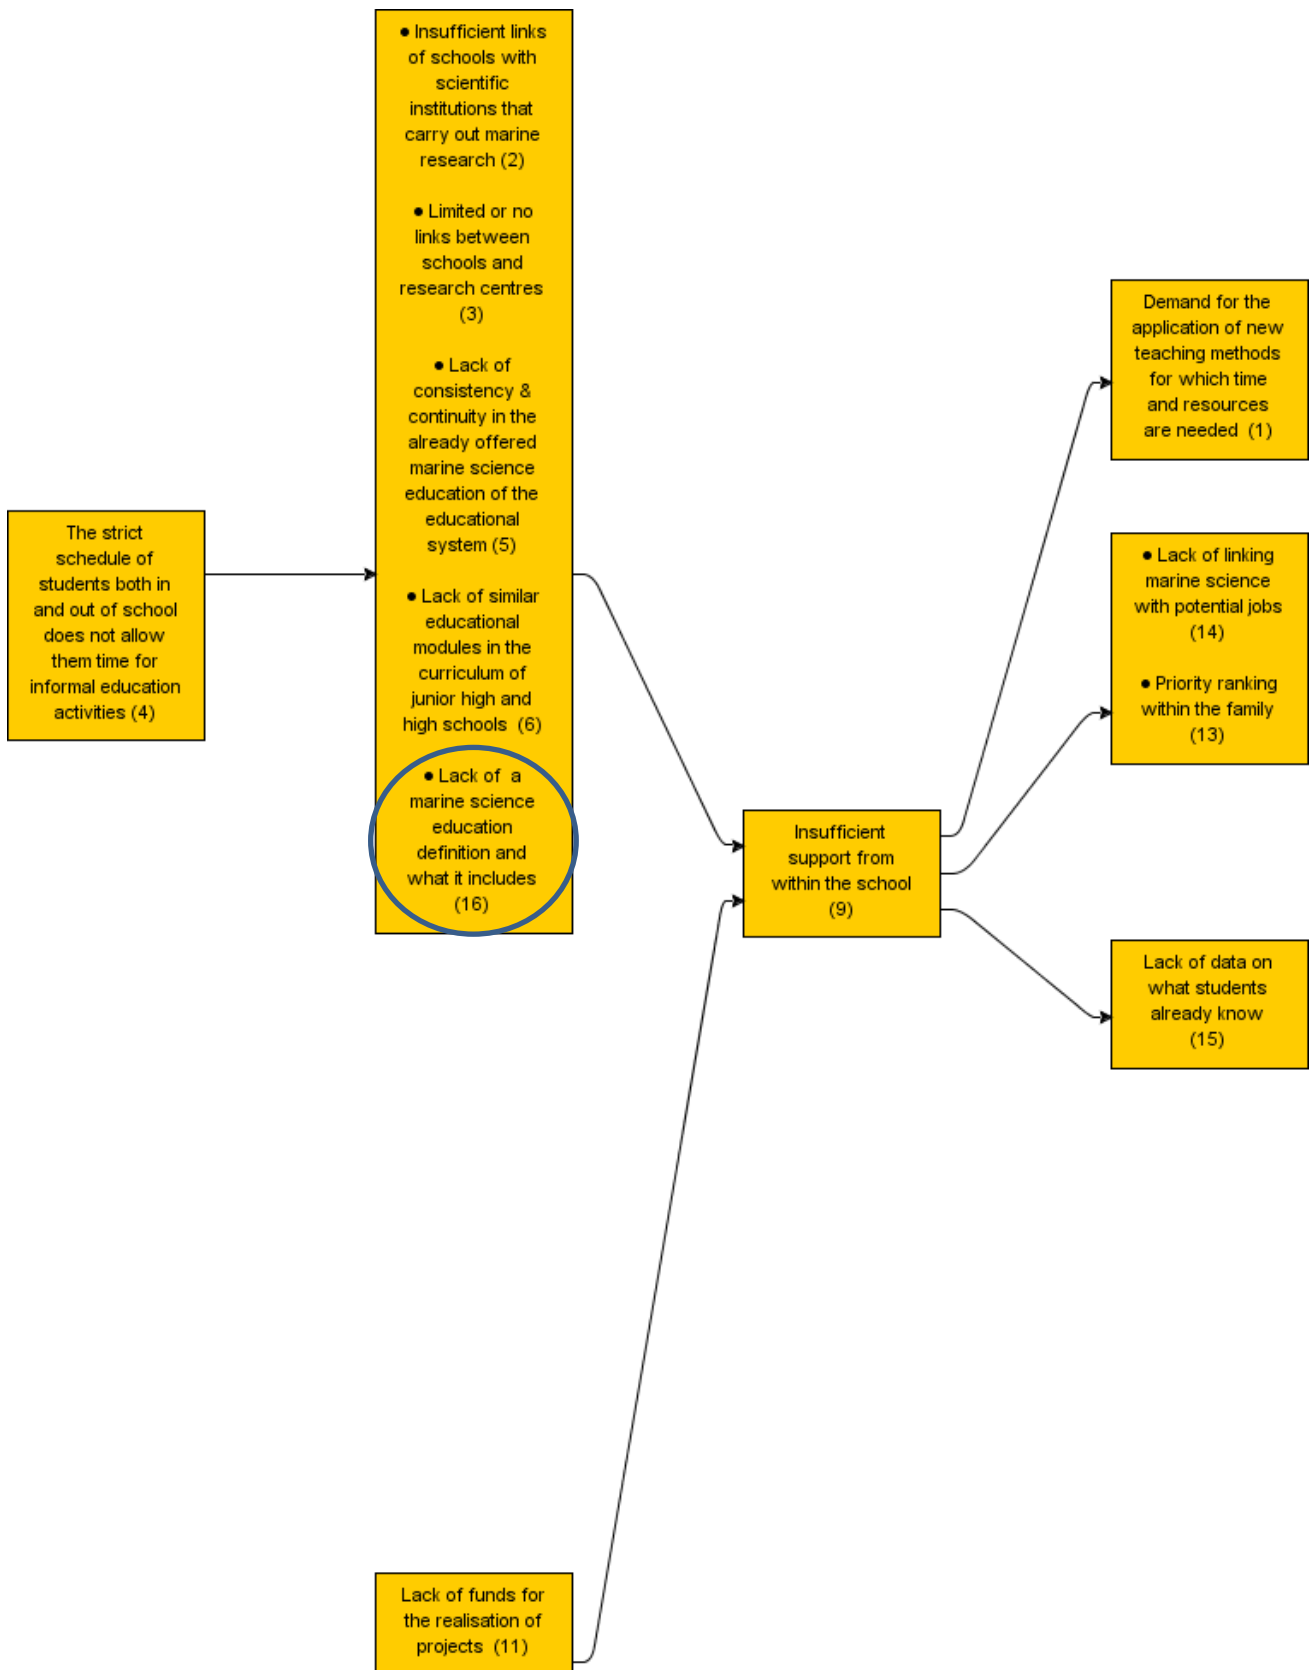 The strict
schedule of
students both in
and out of school
does not allow
them time for
informal education
activities (4)
● Insufficient links
of schools with
scientific
institutions that
carry out marine
research (2)
● Limited or no
links between
schools and
research centres
(3)
● Lack of
consistency &
continuity in the
already offered
marine science
education of the
educational
system (5)
● Lack of similar
educational
modules in the
curriculum of
junior high and
high schools (6)
● Lack of a
marine science
education
definition and
what it includes
(16)
Lack of funds for
the realisation of
projects (11)
Insufficient
support from
within the school
(9)
Demand for the
application of new
teaching methods
for which time
and resources
are needed (1)
● Lack of linking
marine science
with potential jobs
(14)
● Priority ranking
within the family
(13)
Lack of data on
what students
already know
(15)